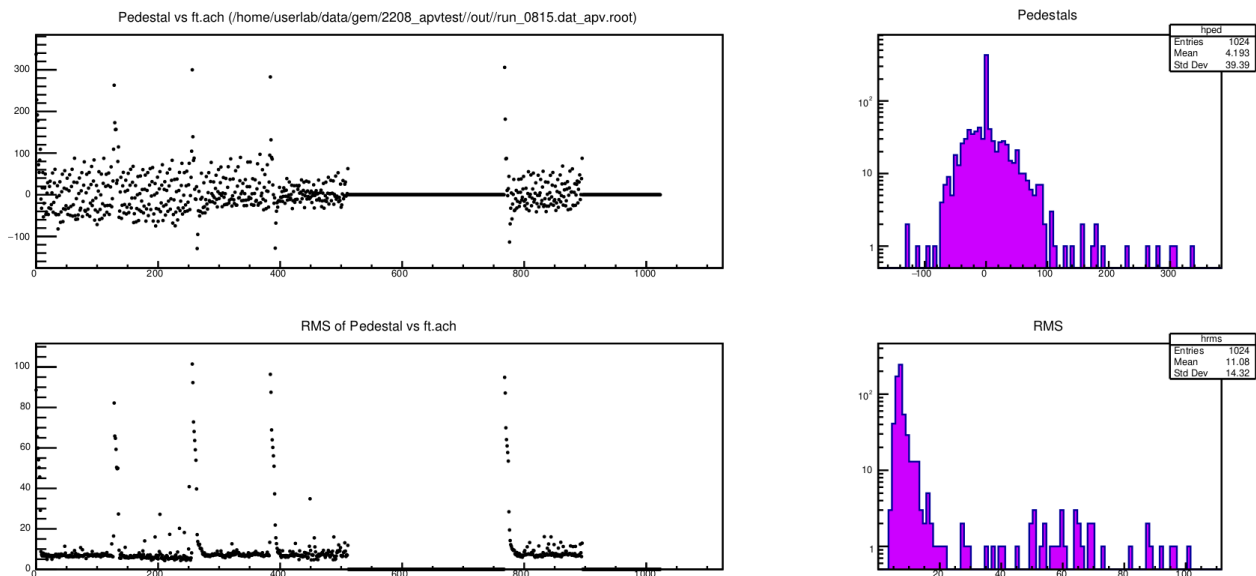 Pedestal vs ft.ach (/home/userlab/data/gem/2208_apvtest//out//run_0815.dat_apv.root)
300
200
100
0
−100
0 200 400 600 800 1000
Pedestals
hped
Entries 1024
Mean 4.193
Std Dev 39.39
10²
10
1
−100 0 100 200 300
RMS of Pedestal vs ft.ach
100
80
60
40
20
0
0 200 400 600 800 1000
RMS
hrms
Entries 1024
Mean 11.08
Std Dev 14.32
10²
10
1
20 40 60 80 100